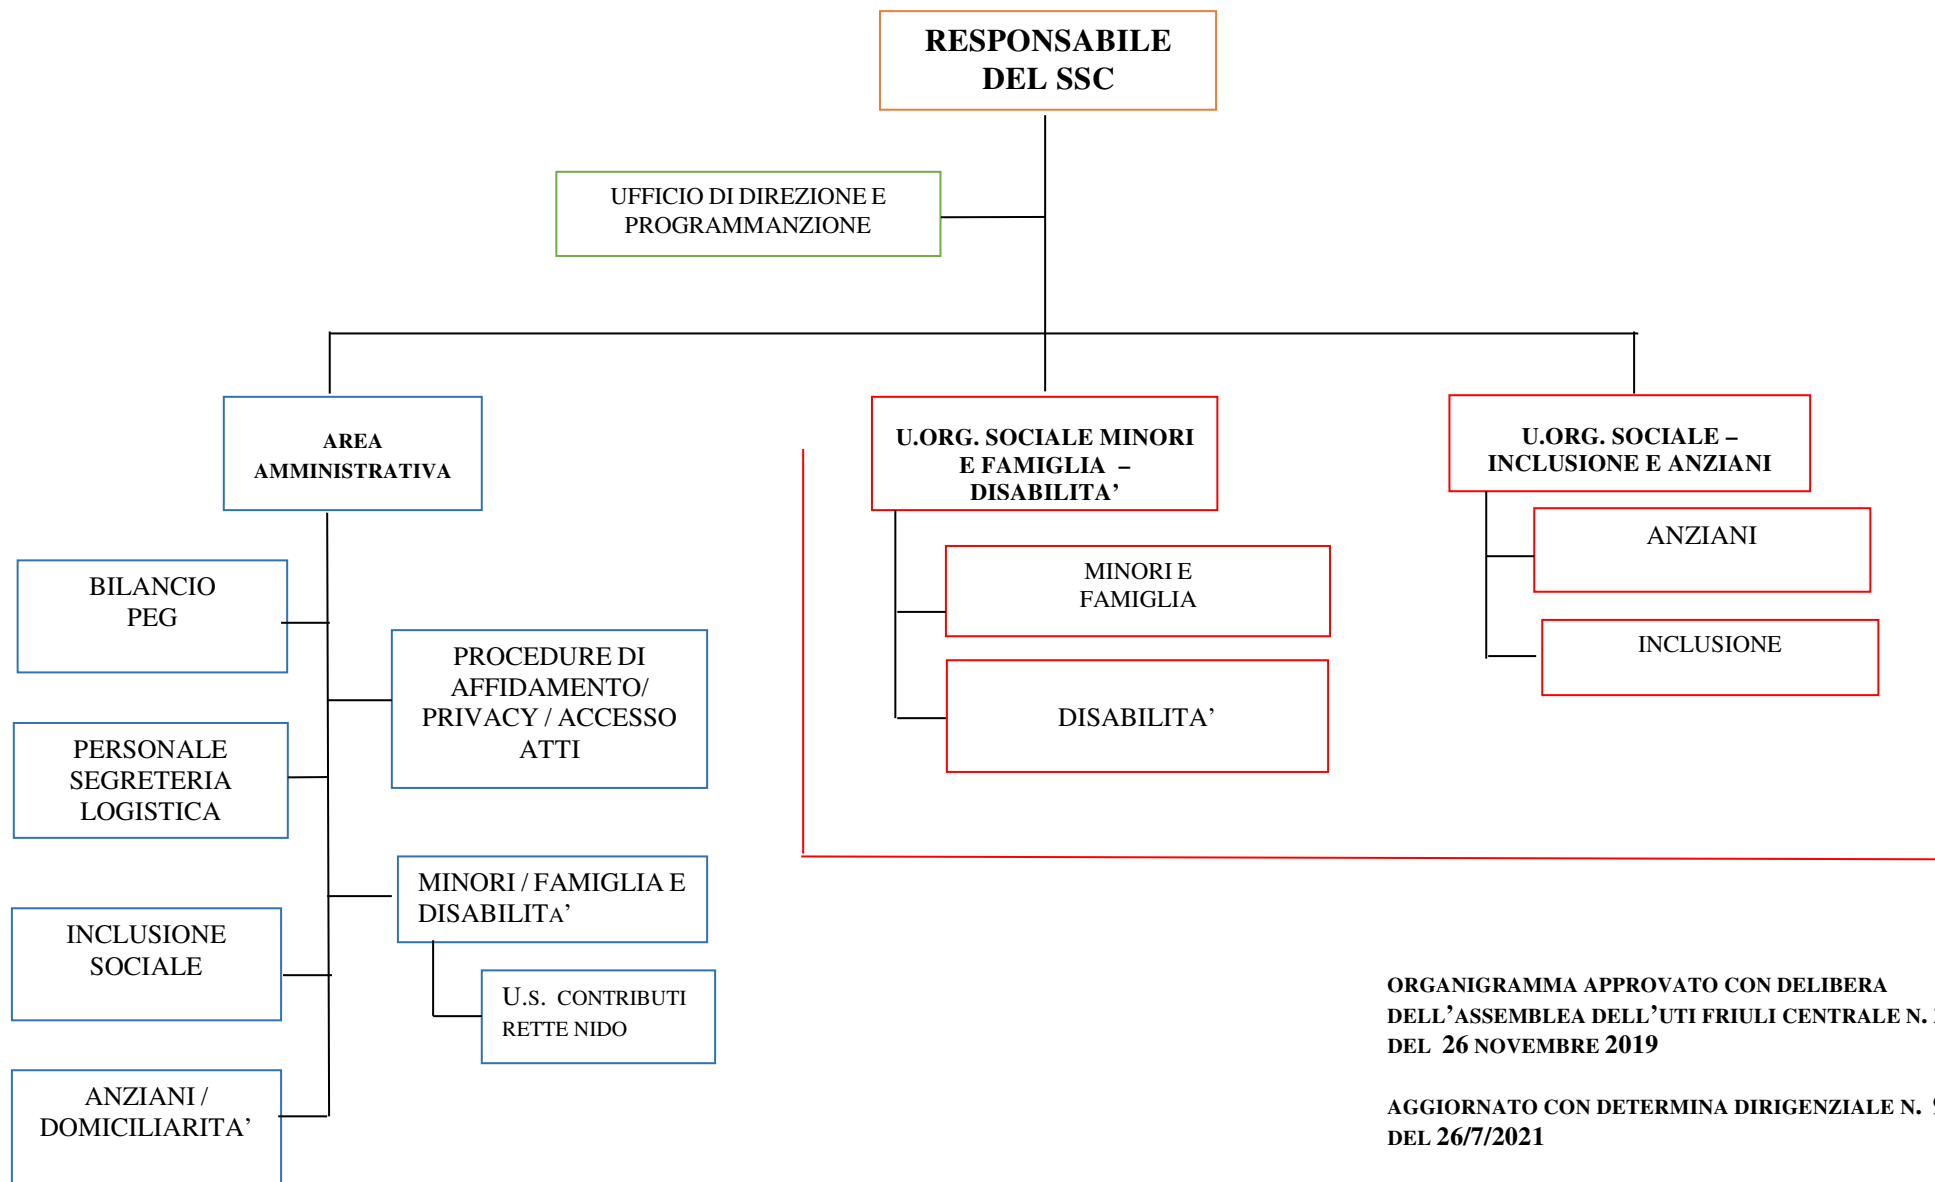 RESPONSABILE
DEL SSC
UFFICIO DI DIREZIONE E
PROGRAMMANZIONE
AREA
AMMINISTRATIVA
U.ORG. SOCIALE MINORI
E FAMIGLIA –
DISABILITA’
U.ORG. SOCIALE –
INCLUSIONE E ANZIANI
BILANCIO
PEG
PROCEDURE DI
AFFIDAMENTO/
PRIVACY / ACCESSO
ATTI
PERSONALE
SEGRETERIA
LOGISTICA
MINORI / FAMIGLIA E
DISABILITA’
U.S. CONTRIBUTI
RETTE NIDO
INCLUSIONE
SOCIALE
ANZIANI /
DOMICILIARITA’
MINORI E
FAMIGLIA
DISABILITA’
ANZIANI
INCLUSIONE
ORGANIGRAMMA APPROVATO CON DELIBERA
DELL’ASSEMBLEA DELL’UTI FRIULI CENTRALE N.
DEL 26 NOVEMBRE 2019
AGGIORNATO CON DETERMINA DIRIGENZIALE N.
DEL 26/7/2021